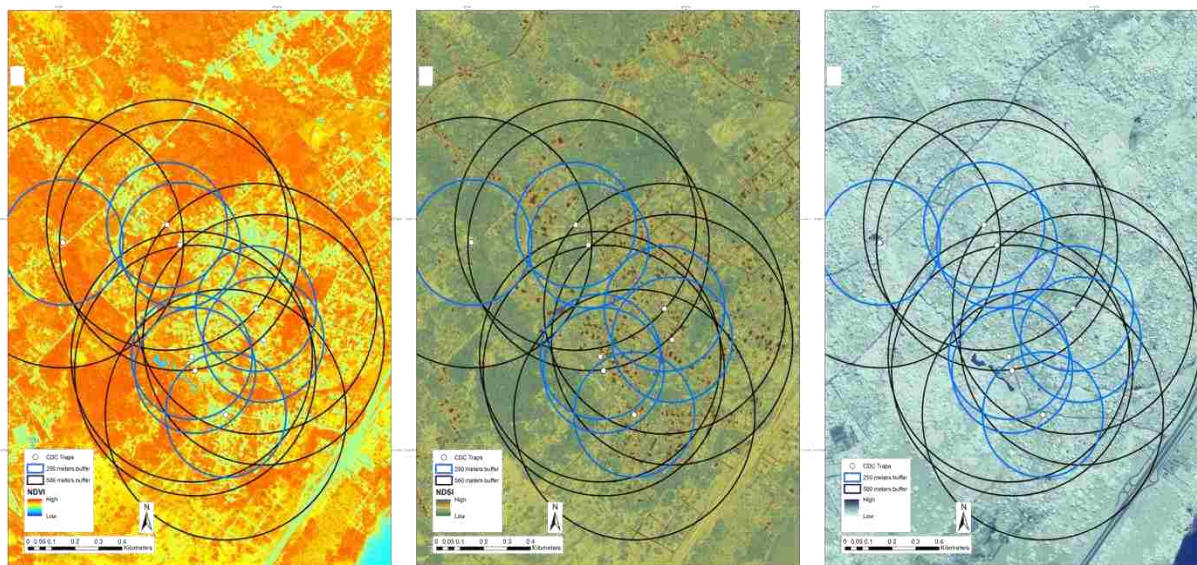 CDC Traps
250 meters buffer
500 meters buffer
NDVI
High
Low
N
0 0.05 0.1 0.2 0.3 0.4
Kilometers
CDC Traps
250 meters buffer
500 meters buffer
NDSI
High
Low
N
0 0.05 0.1 0.2 0.3 0.4
Kilometers
CDC Traps
250 meters buffer
500 meters buffer
High
Low
N
0 0.05 0.1 0.2 0.3 0.4
Kilometers